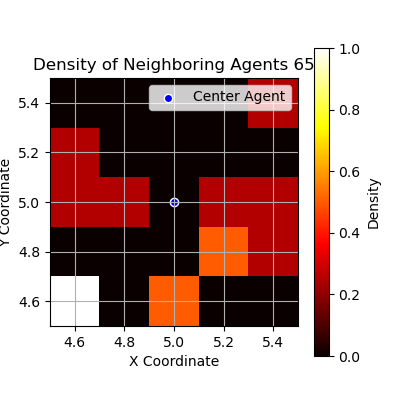 Density of Neighboring Agents 65
Center Agent
5.4
5.2
5.0
4.8
4.6
Y Coordinate
4.6 4.8 5.0 5.2 5.4
X Coordinate
1.0
0.8
0.6
0.4
0.2
0.0
Density